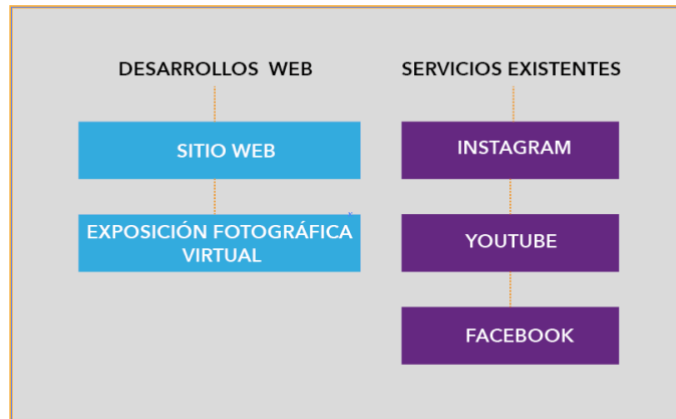 DESARROLLOS WEB
SITIO WEB
EXPOSICIÓN FOTOGRÁFICA
VIRTUAL
SERVICIOS EXISTENTES
INSTAGRAM
YOUTUBE
FACEBOOK